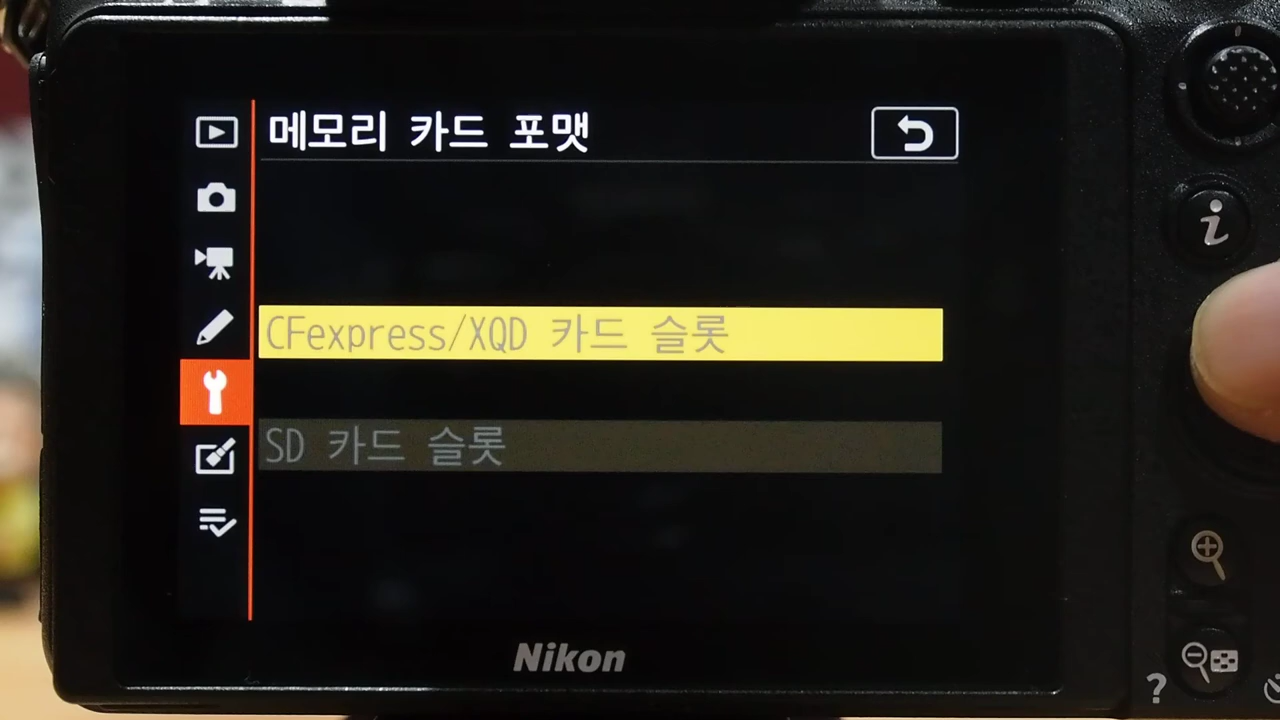 메모리 카드 포맷
i
CFexpress/XQD 카드 슬롯
SD 카드 슬롯
Nikon
?